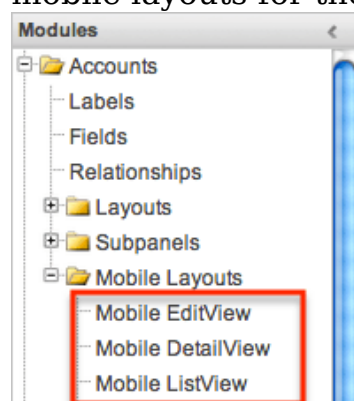 mobile layouts for the
Modules
Accounts
Labels
Fields
Relationships
Layouts
Subpanels
Mobile Layouts
Mobile EditView
Mobile DetailView
Mobile ListView